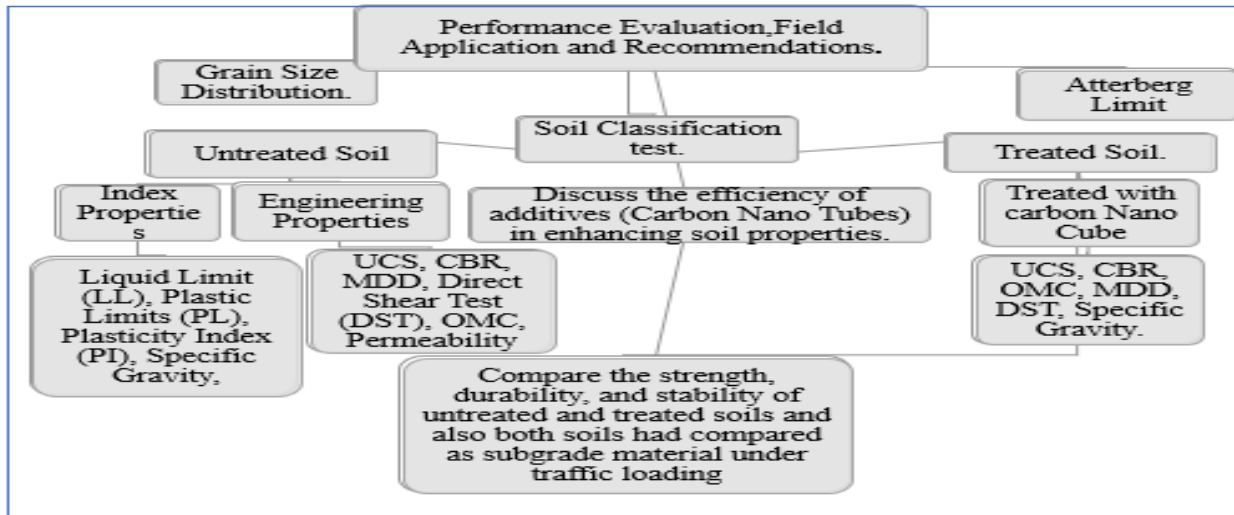 Performance Evaluation,Field
Application and Recommendations.
Grain Size
Distribution.
Atterberg
Limit
Soil Classification
test.
Untreated Soil
Treated Soil.
Index
Propertie
s
Engineering
Properties
Discuss the efficiency of
additives (Carbon Nano Tubes)
in enhancing soil properties.
Treated with
carbon Nano
Cube
Liquid Limit
(LL), Plastic
Limits (PL),
Plasticity Index
(PI), Specific
Gravity,
UCS, CBR,
MDD, Direct
Shear Test
(DST), OMC,
Permeability
UCS, CBR,
OMC, MDD,
DST, Specific
Gravity.
Compare the strength,
durability, and stability of
untreated and treated soils and
also both soils had compared
as subgrade material under
traffic loading